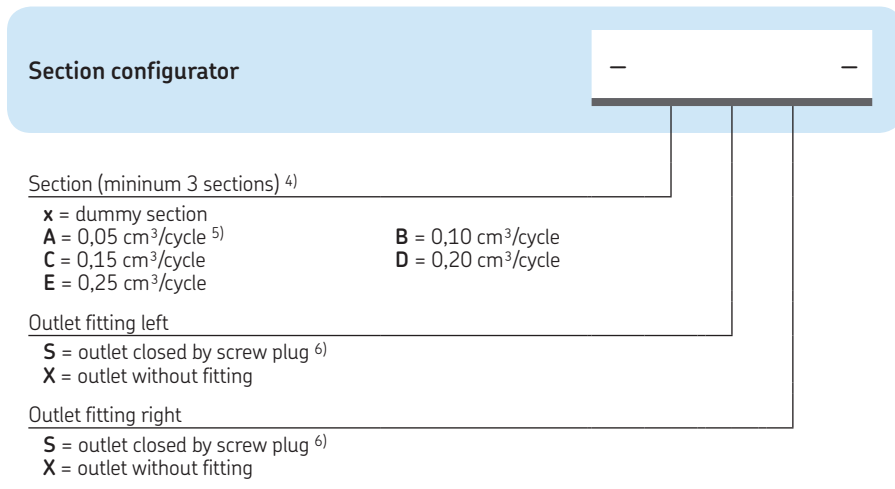 Section configurator
– –
Section (minimum 3 sections) 4)
x = dummy section
A = 0,05 cm³/cycle 5) B = 0,10 cm³/cycle
C = 0,15 cm³/cycle D = 0,20 cm³/cycle
E = 0,25 cm³/cycle
Outlet fitting left
S = outlet closed by screw plug 6)
X = outlet without fitting
Outlet fitting right
S = outlet closed by screw plug 6)
X = outlet without fitting